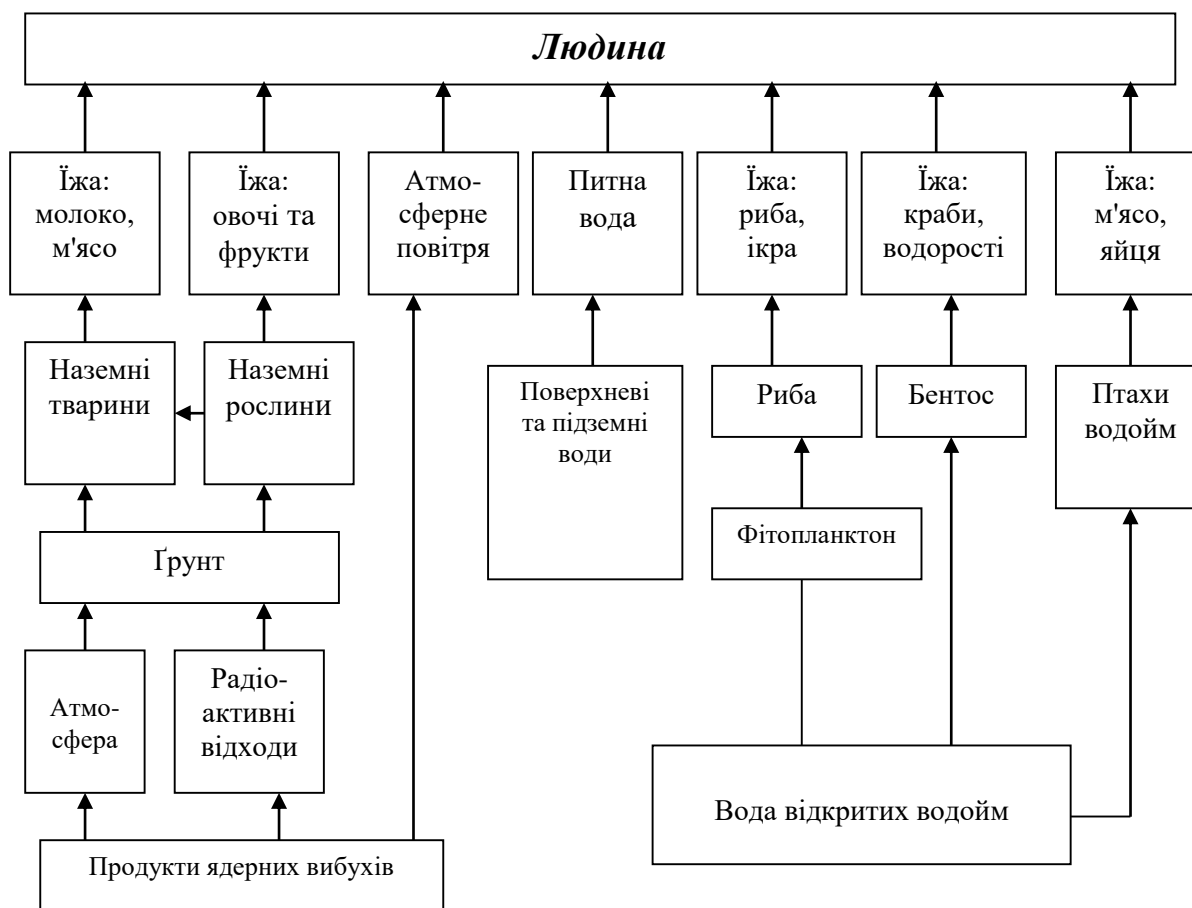 Людина
Їжа:
молоко,
м'ясо
Їжа:
овочі та
фрукти
Атмо-
сферне
повітря
Питна
вода
Їжа:
риба,
ікра
Їжа:
краби,
водорості
Їжа:
м'ясо,
яйця
Наземні
тварини
Наземні
рослини
Поверхневі
та підземні
води
Риба
Бентос
Птахи
водойм
Фітопланктон
Ґрунт
Атмо-
сфера
Радіо-
активні
відходи
Вода відкритих водойм
Продукти ядерних вибухів